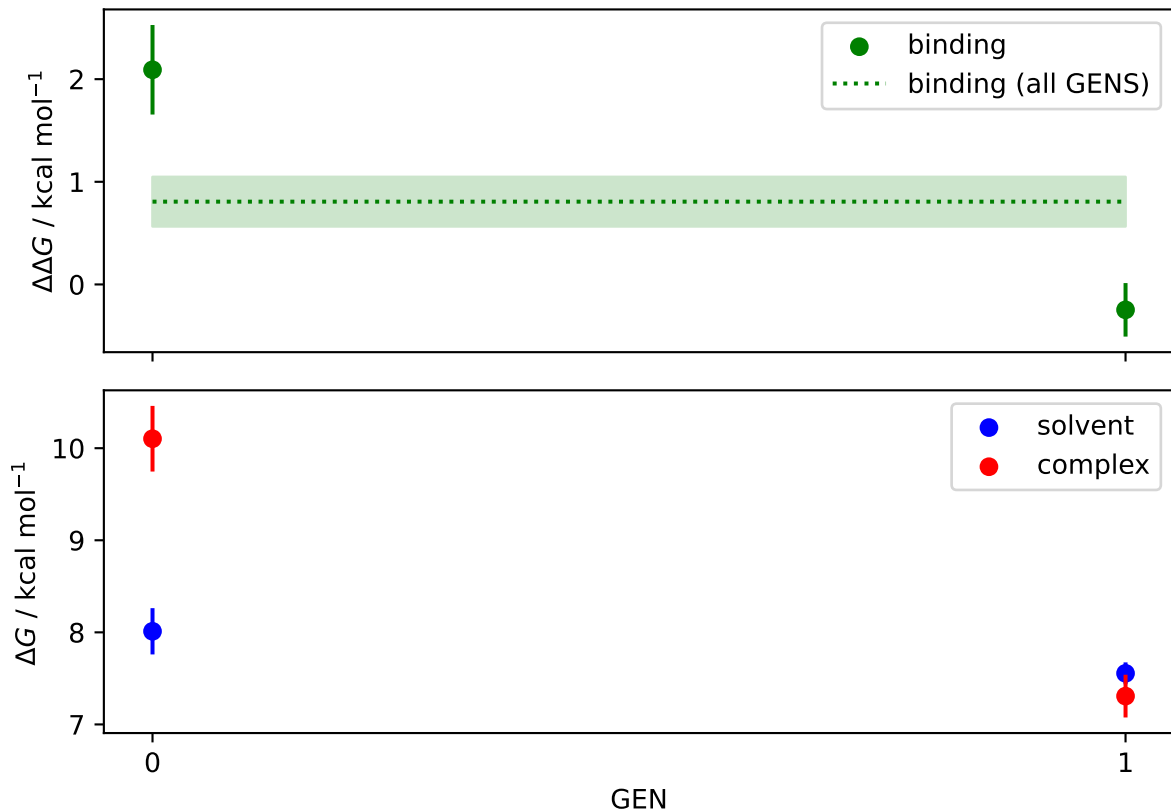 binding
binding (all GENS)
2
1
0
ΔΔG / kcal mol⁻¹
solvent
complex
10
9
8
7
ΔG / kcal mol⁻¹
0
1
GEN